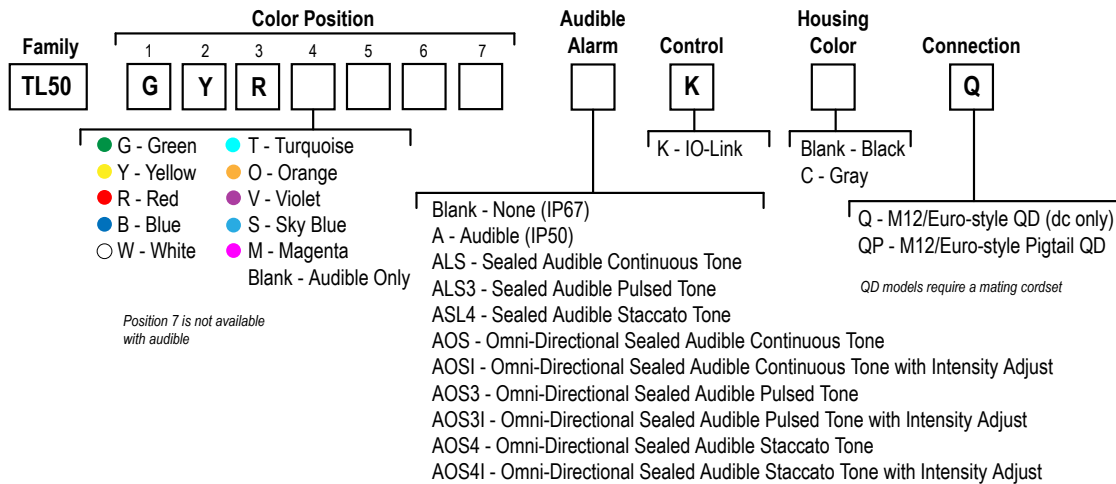 Color Position
Audible Alarm
Housing Color
Family
Control
Connection
1 2 3 4 5 6 7
TL50 G Y R K Q
G - Green
Y - Yellow
R - Red
B - Blue
W - White
T - Turquoise
O - Orange
V - Violet
S - Sky Blue
M - Magenta
Blank - Audible Only
Position 7 is not available
with audible
Blank - None (IP67)
A - Audible (IP50)
ALS - Sealed Audible Continuous Tone
ALS3 - Sealed Audible Pulsed Tone
ASL4 - Sealed Audible Staccato Tone
AOS - Omni-Directional Sealed Audible Continuous Tone
AOSI - Omni-Directional Sealed Audible Continuous Tone with Intensity Adjust
AOS3 - Omni-Directional Sealed Audible Pulsed Tone
AOS3I - Omni-Directional Sealed Audible Pulsed Tone with Intensity Adjust
AOS4 - Omni-Directional Sealed Audible Staccato Tone
AOS4I - Omni-Directional Sealed Audible Staccato Tone with Intensity Adjust
K - IO-Link
Blank - Black
C - Gray
Q - M12/Euro-style QD (dc only)
QP - M12/Euro-style Pigtail QD
QD models require a mating cordset